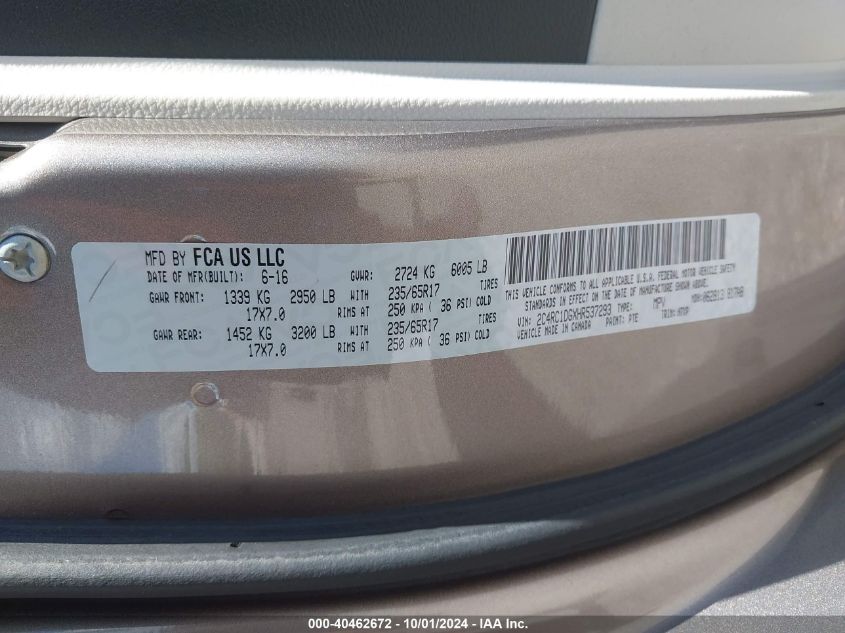 MFD BY FCA US LLC
DATE OF MFR(BUILT): 6-16 GVWR: 2724 KG 6005 LB
GAWR FRONT: 1339 KG 2950 LB WITH 235/65R17 TIRES
17X7.0 RIMS AT 250 KPA ( 36 PSI) COLD
GAWR REAR: 1452 KG 3200 LB WITH 235/65R17 TIRES
17X7.0 RIMS AT 250 KPA ( 36 PSI) COLD
THIS VEHICLE CONFORMS TO ALL APPLICABLE U.S.A. FEDERAL MOTOR VEHICLE SAFETY
STANDARDS IN EFFECT ON THE DATE OF MANUFACTURE SHOWN ABOVE.
VIN: 2C4RC1DGXHR537293 TYPE: MPV MDH:
VEHICLE MADE IN CANADA PAINT: PTE TRIM:
000-40462672 - 10/01/2024 - IAA Inc.